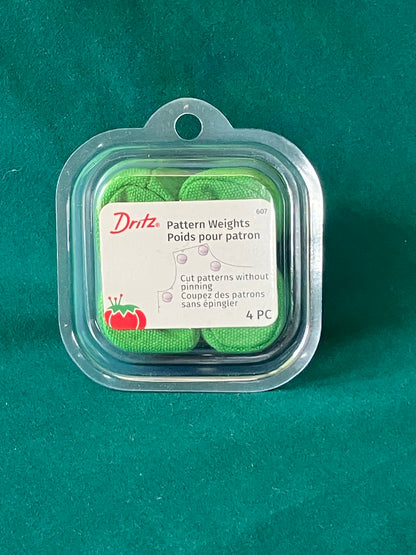 607
Dritz®
Pattern Weights
Poids pour patron
Cut patterns without
pinning
Coupez des patrons
sans épingler
4 PC